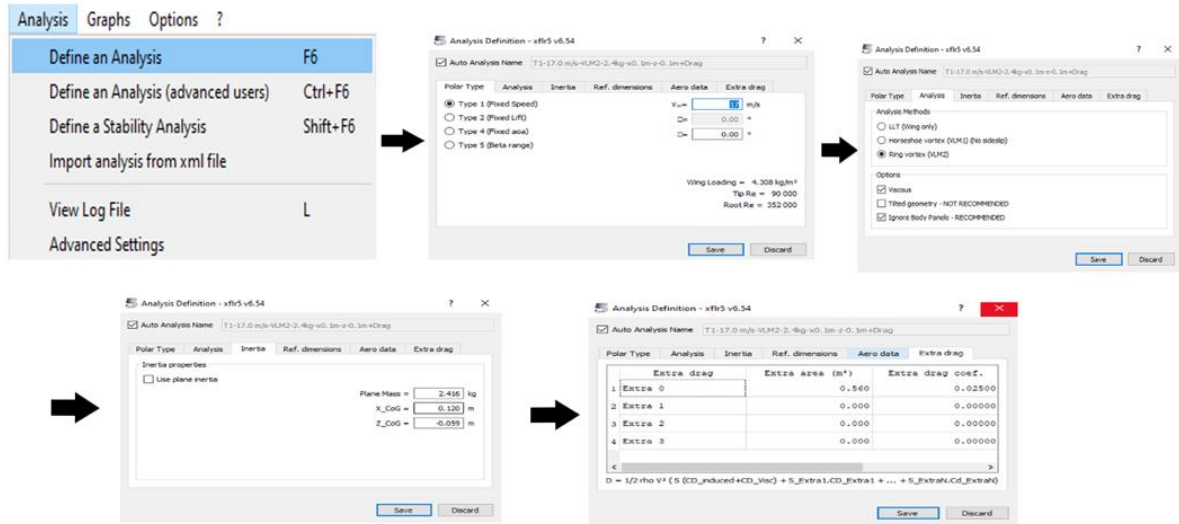 Analysis Graphs Options ?
Define an Analysis F6
Define an Analysis (advanced users) Ctrl+F6
Define a Stability Analysis Shift+F6
Import analysis from xml file
View Log File L
Advanced Settings
Analysis Definition - xflr5 v6.54 ? ×
Auto Analysis Name T1-17.0 m/s-VLM2-2.4kg-x0.1m-z-0.1m+Drag
Polar Type Analysis Inertia Ref. dimensions Aero data Extra drag
Type 1 (Fixed Speed) V∞= 17 m/s
Type 2 (Fixed Lift) □= 0.00 °
Type 4 (Fixed aoa) □= 0.00 °
Type 5 (Beta range)
Wing Loading = 4.308 kg/m²
Tip Re = 90 000
Root Re = 352 000
Save Discard
Analysis Definition - xflr5 v6.54 ? ×
Auto Analysis Name T1-17.0 m/s-VLM2-2.4kg-x0.1m-z-0.1m+Drag
Polar Type Analysis Inertia Ref. dimensions Aero data Extra drag
Analysis Methods
LLT (Wing only)
Horseshoe vortex (VLM1) (No sideslip)
Ring vortex (VLM2)
Options
Viscous
Tilted geometry - NOT RECOMMENDED
Ignore Body Panels - RECOMMENDED
Save Discard
Analysis Definition - xflr5 v6.54 ? ×
Auto Analysis Name T1-17.0 m/s-VLM2-2.4kg-x0.1m-z-0.1m+Drag
Polar Type Analysis Inertia Ref. dimensions Aero data Extra drag
Inertia properties
Use plane inertia
Plane Mass = 2.416 kg
X_CoG = 0.120 m
Z_CoG = -0.059 m
Save Discard
Analysis Definition - xflr5 v6.54 ? ×
Auto Analysis Name T1-17.0 m/s-VLM2-2.4kg-x0.1m-z-0.1m+Drag
Polar Type Analysis Inertia Ref. dimensions Aero data Extra drag
Extra drag Extra area (m²) Extra drag coef.
1 Extra 0 0.560 0.02500
2 Extra 1 0.000 0.00000
3 Extra 2 0.000 0.00000
4 Extra 3 0.000 0.00000
D = 1/2 rho V² ( S (CD_induced+CD_Visc) + S_Extra1.CD_Extra1 + ... + S_ExtraN.Cd_ExtraN)
Save Discard